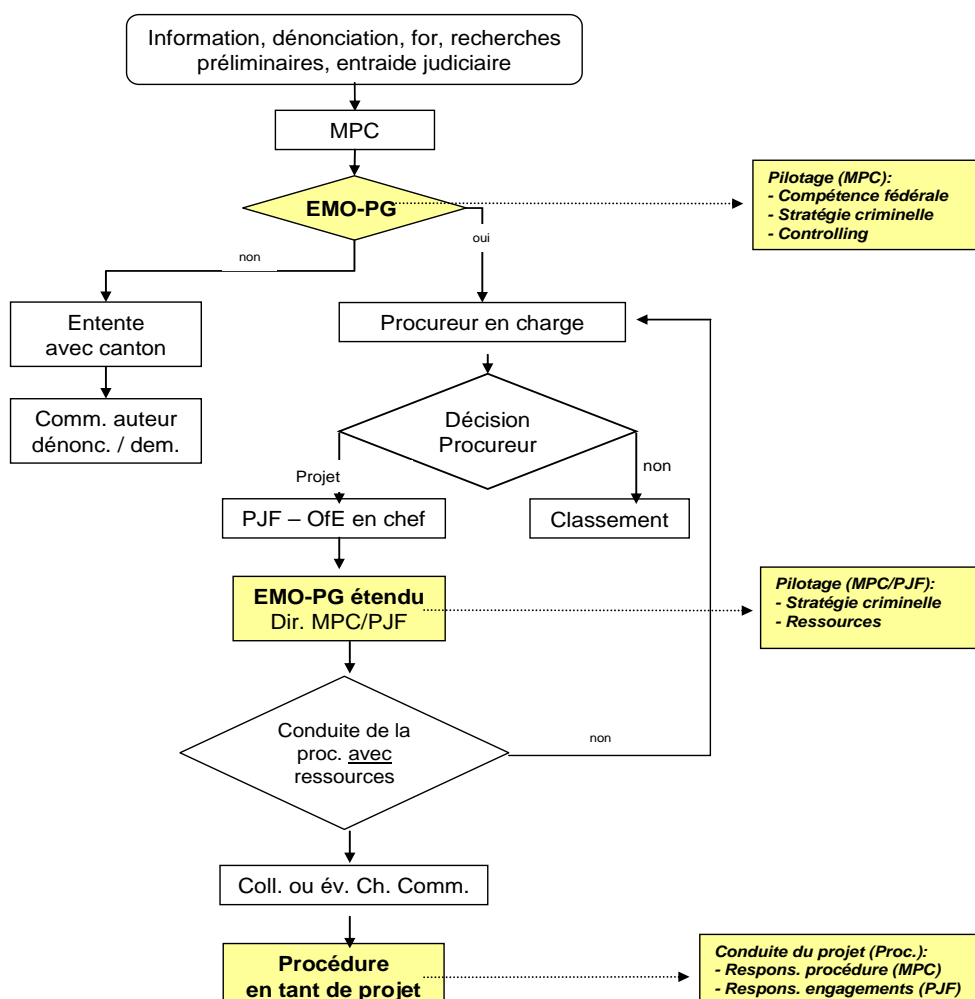 Information, dénonciation, for, recherches
préliminaires, entraide judiciaire
MPC
EMO-PG
Pilotage (MPC):
- Compétence fédérale
- Stratégie criminelle
- Controlling
oui
non
Entente
avec canton
Procureur en charge
Comm. auteur
dénonc. / dem.
Décision
Procureur
Projet
non
PJF – OfE en chef
Classement
EMO-PG étendu
Dir. MPC/PJF
Pilotage (MPC/PJF):
- Stratégie criminelle
- Ressources
Conduite de la
proc. avec
ressources
non
Coll. ou év. Ch. Comm.
Procédure
en tant de projet
Conduite du projet (Proc.):
- Respons. procédure (MPC)
- Respons. engagements (PJF)